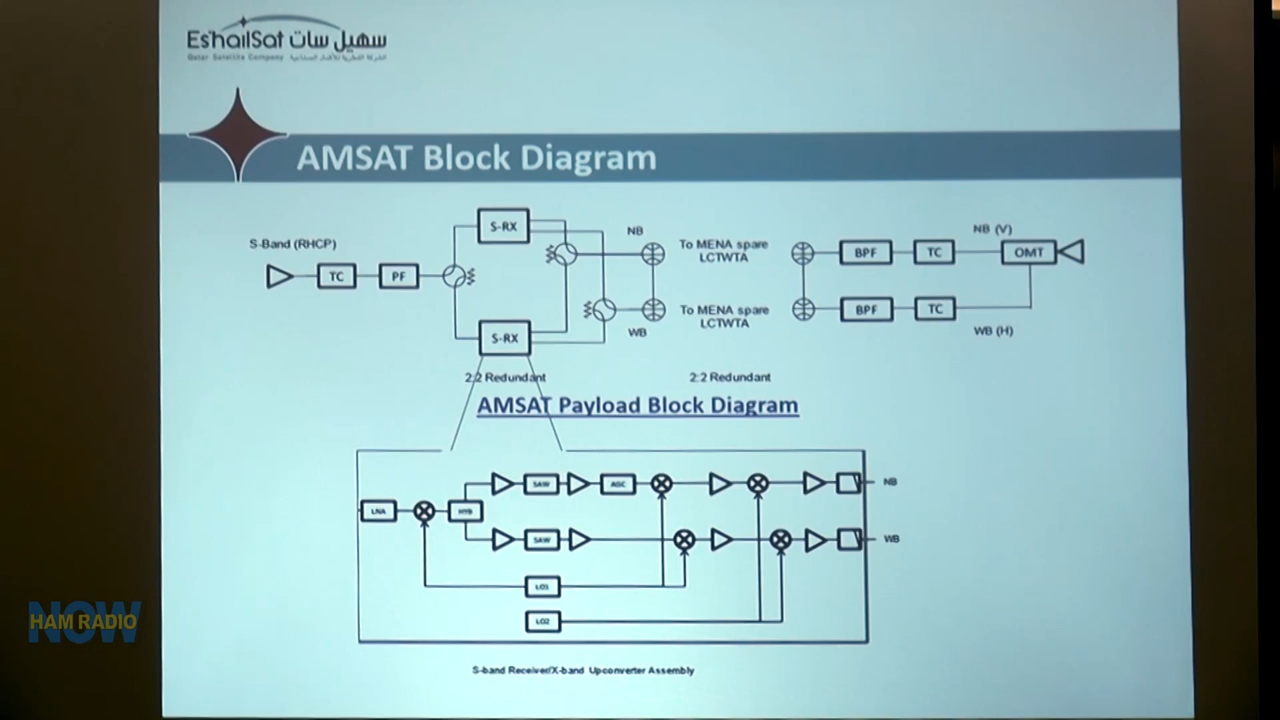 Es'hailSat سهيل سات
Qatar Satellite Company الشركة القطرية للأقمار الصناعية
AMSAT Block Diagram
S-Band (RHCP)
TC
PF
S-RX
S-RX
NB
WB
To MENA spare
LCTWTA
To MENA spare
LCTWTA
BPF
TC
NB (V)
OMT
BPF
TC
WB (H)
2:2 Redundant
2:2 Redundant
AMSAT Payload Block Diagram
LNA
HYB
SAW
AGC
NB
SAW
WB
LO1
LO2
S-band Receiver/X-band Upconverter Assembly
NOW
HAM RADIO